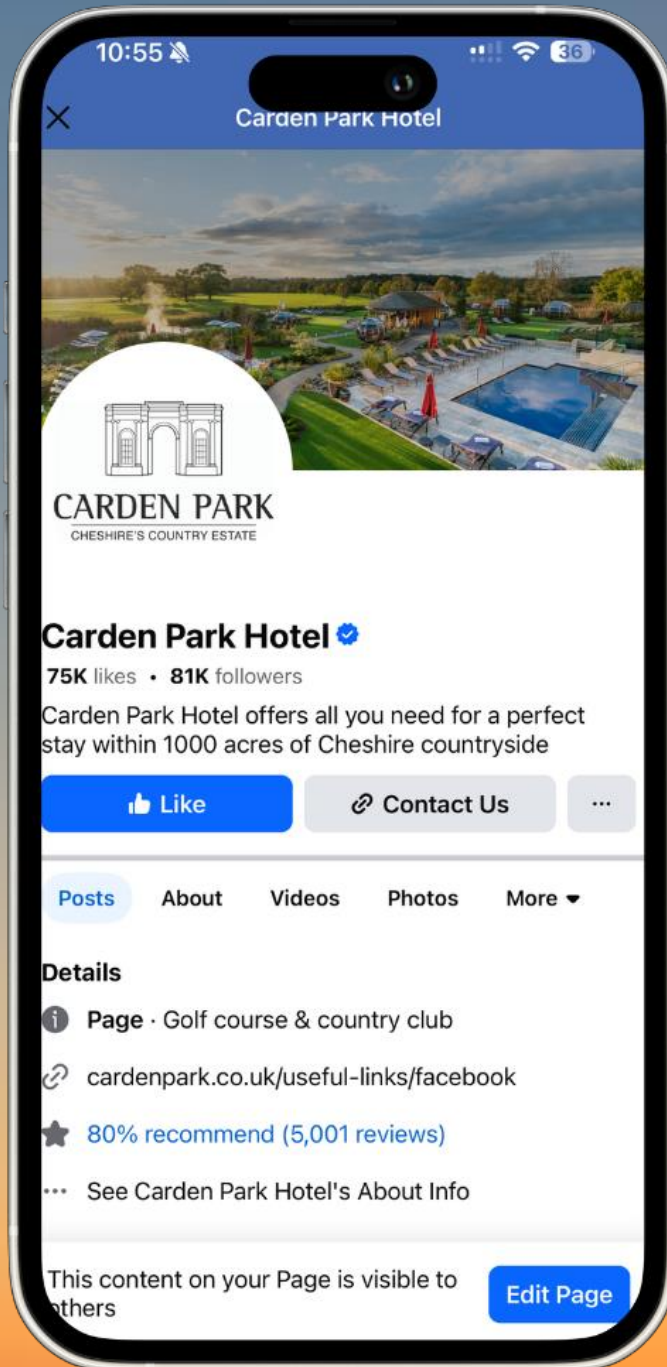 10:55
36
Carden Park Hotel
CARDEN PARK
CHESHIRE'S COUNTRY ESTATE
Carden Park Hotel
75K likes • 81K followers
Carden Park Hotel offers all you need for a perfect
stay within 1000 acres of Cheshire countryside
Like
Contact Us
...
Posts About Videos Photos More
Details
Page · Golf course & country club
cardenpark.co.uk/useful-links/facebook
80% recommend (5,001 reviews)
... See Carden Park Hotel's About Info
This content on your Page is visible to
others
Edit Page